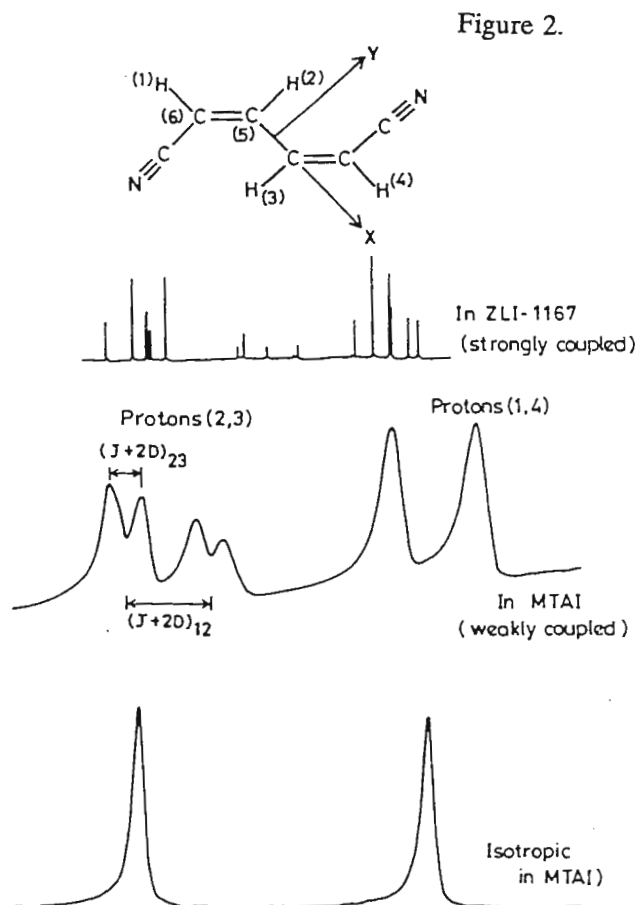 Figure 2.
Y
(1)H
H(2)
N
(6) C
C
C
(5)
C
C
N
C
H(3)
H(4)
X
In ZLI-1167
(strongly coupled)
Protons(2,3)
Protons(1,4)
(J+2D)23
(J+2D)12
In MTAI
(weakly coupled)
Isotropic
in MTAI)